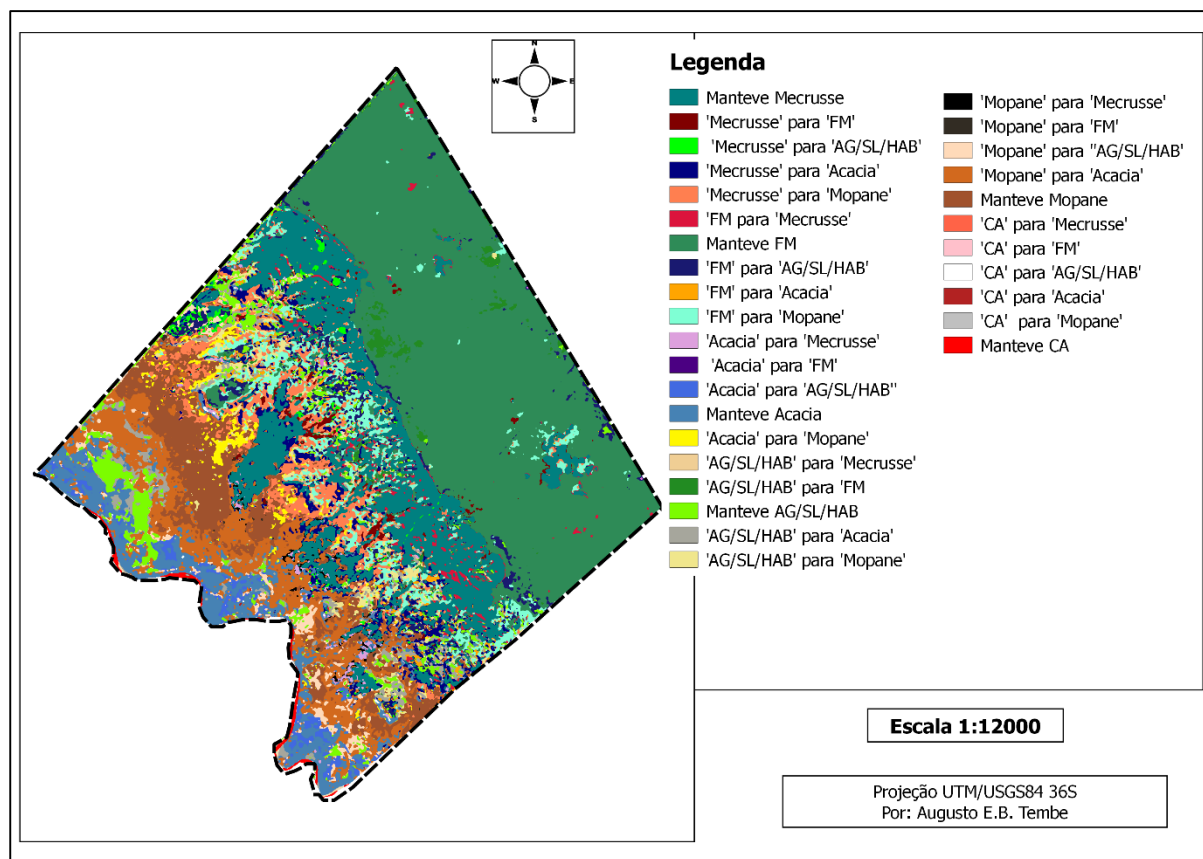 N
W
E
S
Legenda
Manteve Mecrusse
'Mecrusse' para 'FM'
'Mecrusse' para 'AG/SL/HAB'
'Mecrusse' para 'Acacia'
'Mecrusse' para 'Mopane'
'FM para 'Mecrusse'
Manteve FM
'FM' para 'AG/SL/HAB'
'FM' para 'Acacia'
'FM' para 'Mopane'
'Acacia' para 'Mecrusse'
'Acacia' para 'FM'
'Acacia' para 'AG/SL/HAB"
Manteve Acacia
'Acacia' para 'Mopane'
'AG/SL/HAB' para 'Mecrusse'
'AG/SL/HAB' para 'FM
Manteve AG/SL/HAB
'AG/SL/HAB' para 'Acacia'
'AG/SL/HAB' para 'Mopane'
'Mopane' para 'Mecrusse'
'Mopane' para 'FM'
'Mopane' para "AG/SL/HAB'
'Mopane' para 'Acacia'
Manteve Mopane
'CA' para 'Mecrusse'
'CA' para 'FM'
'CA' para 'AG/SL/HAB'
'CA' para 'Acacia'
'CA' para 'Mopane'
Manteve CA
Escala 1:12000
Projeção UTM/USGS84 36S
Por: Augusto E.B. Tembe